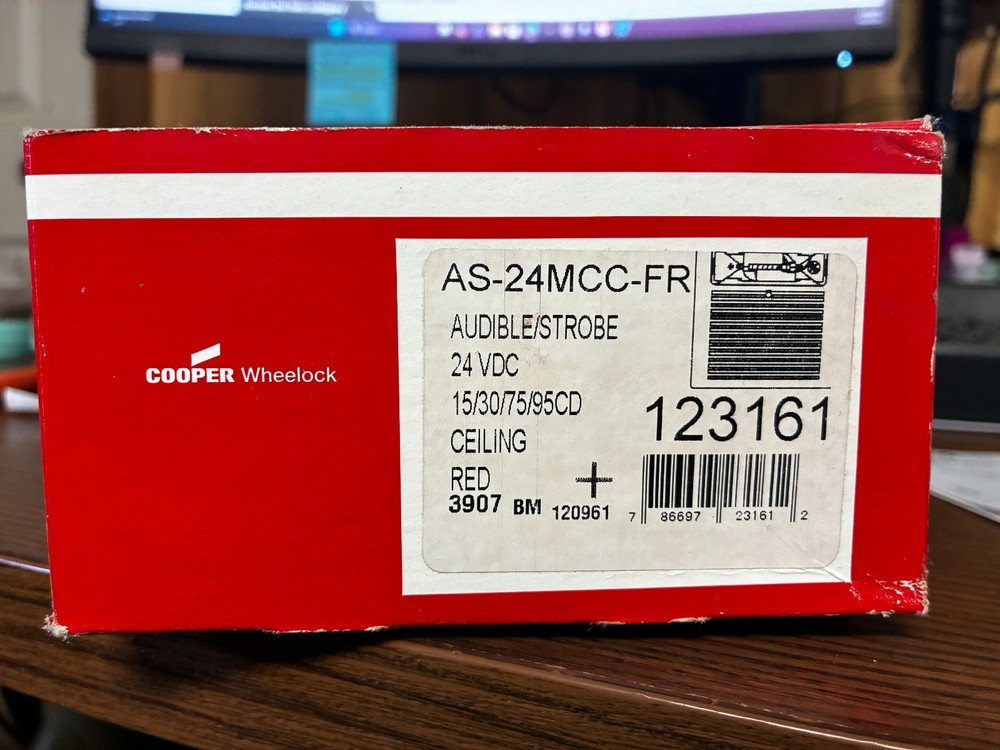 COOPER Wheelock
AS-24MCC-FR
AUDIBLE/STROBE
24 VDC
15/30/75/95CD
CEILING
RED
3907 BM 120961
123161
7 86697 23161 2